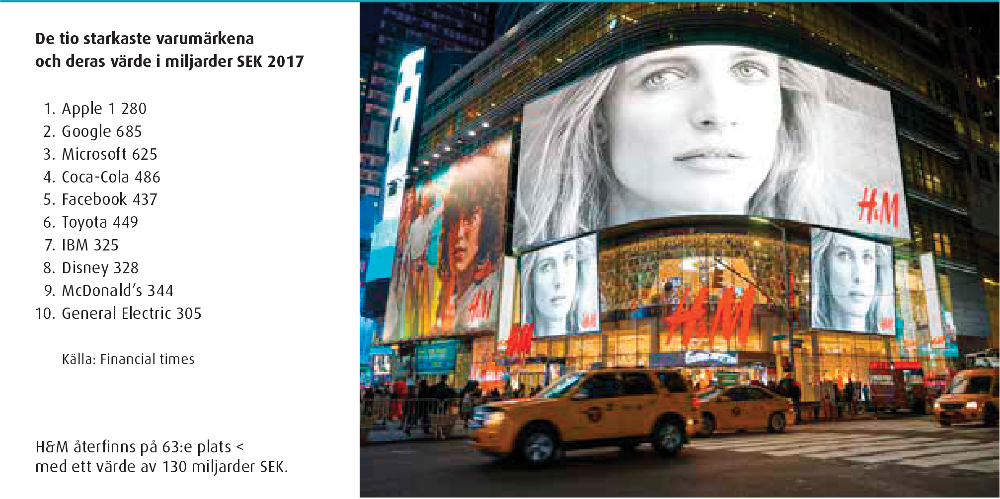 De tio starkaste varumärkena
och deras värde i miljarder SEK 2017
1. Apple 1 280
2. Google 685
3. Microsoft 625
4. Coca-Cola 486
5. Facebook 437
6. Toyota 449
7. IBM 325
8. Disney 328
9. McDonald’s 344
10. General Electric 305
Källa: Financial times
H&M återfinns på 63:e plats <
med ett värde av 130 miljarder SEK.
H&M
H&M
H&M
H&M
H&M
H&M